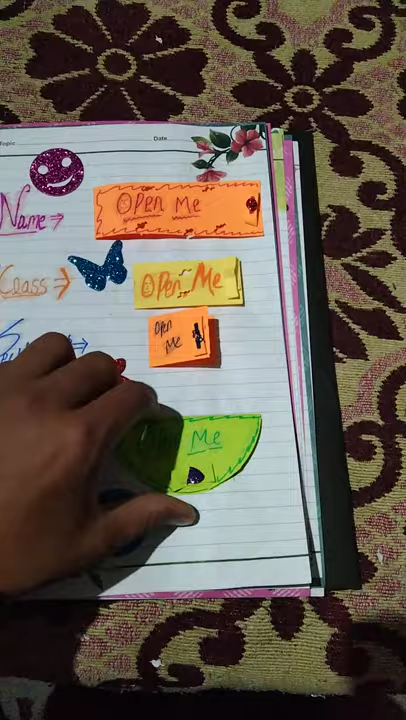 Topic Date
Name → Open Me
Class → Open Me
Open
Me
Me